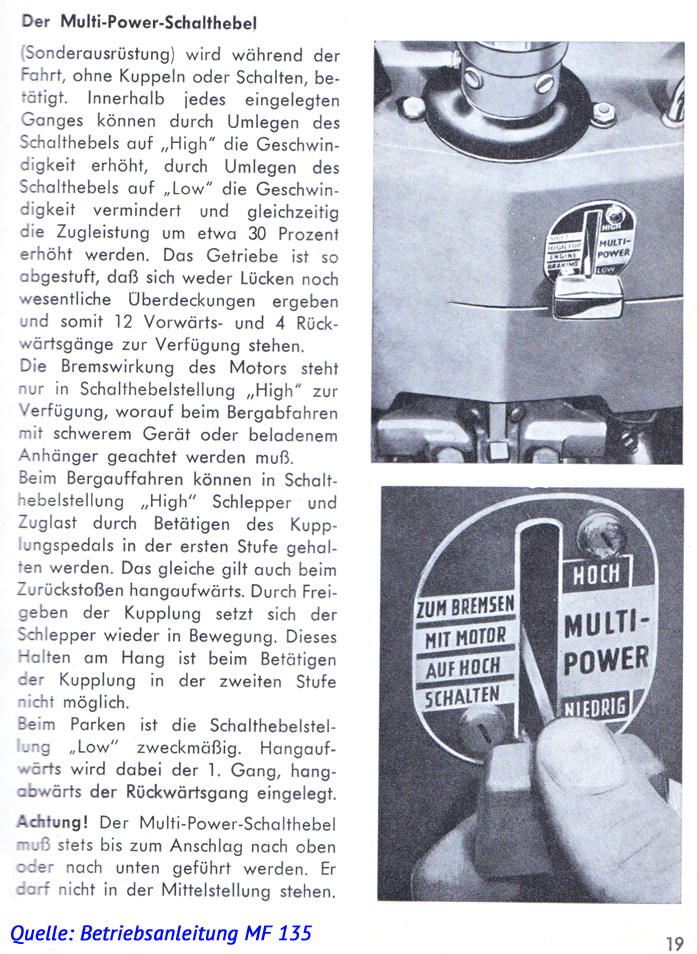 Der Multi-Power-Schalthebel
(Sonderausrüstung) wird während der
Fahrt, ohne Kuppeln oder Schalten, be-
tätigt. Innerhalb jedes eingelegten
Ganges können durch Umlegen des
Schalthebels auf „High" die Geschwin-
digkeit erhöht, durch Umlegen des
Schalthebels auf „Low" die Geschwin-
digkeit vermindert und gleichzeitig
die Zugleistung um etwa 30 Prozent
erhöht werden. Das Getriebe ist so
abgestuft, daß sich weder Lücken noch
wesentliche Überdeckungen ergeben
und somit 12 Vorwärts- und 4 Rück-
wärtsgänge zur Verfügung stehen.
Die Bremswirkung des Motors steht
nur in Schalthebelstellung „High" zur
Verfügung, worauf beim Bergabfahren
mit schwerem Gerät oder beladenem
Anhänger geachtet werden muß.
Beim Bergauffahren können in Schalt-
hebelstellung „High" Schlepper und
Zuglast durch Betätigen des Kupp-
lungspedals in der ersten Stufe gehal-
ten werden. Das gleiche gilt auch beim
Zurückstoßen hangaufwärts. Durch Frei-
geben der Kupplung setzt sich der
Schlepper wieder in Bewegung. Dieses
Halten am Hang ist beim Betätigen
der Kupplung in der zweiten Stufe
nicht möglich.
Beim Parken ist die Schalthebelstel-
lung „Low" zweckmäßig. Hangauf-
wärts wird dabei der 1. Gang, hang-
abwärts der Rückwärtsgang eingelegt.
Achtung! Der Multi-Power-Schalthebel
muß stets bis zum Anschlag nach oben
oder nach unten geführt werden. Er
darf nicht in der Mittelstellung stehen.
HIGH
MULTI-
POWER
LOW
HIGH FOR
ENGINE
BRAKING
HOCH
MULTI-
POWER
NIEDRIG
ZUM BREMSEN
MIT MOTOR
AUF HOCH
SCHALTEN
Quelle: Betriebsanleitung MF 135
19